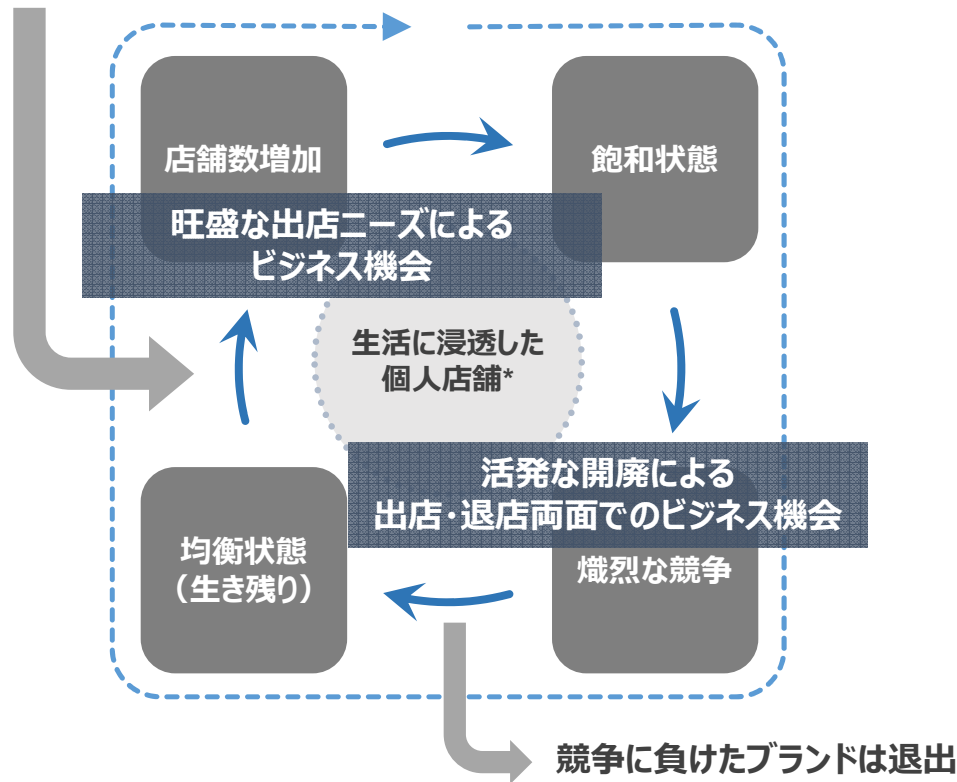 店舗数増加
飽和状態
旺盛な出店ニーズによる
ビジネス機会
生活に浸透した
個人店舗*
活発な開廃による
出店・退店両面でのビジネス機会
均衡状態
（生き残り）
熾烈な競争
競争に負けたブランドは退出